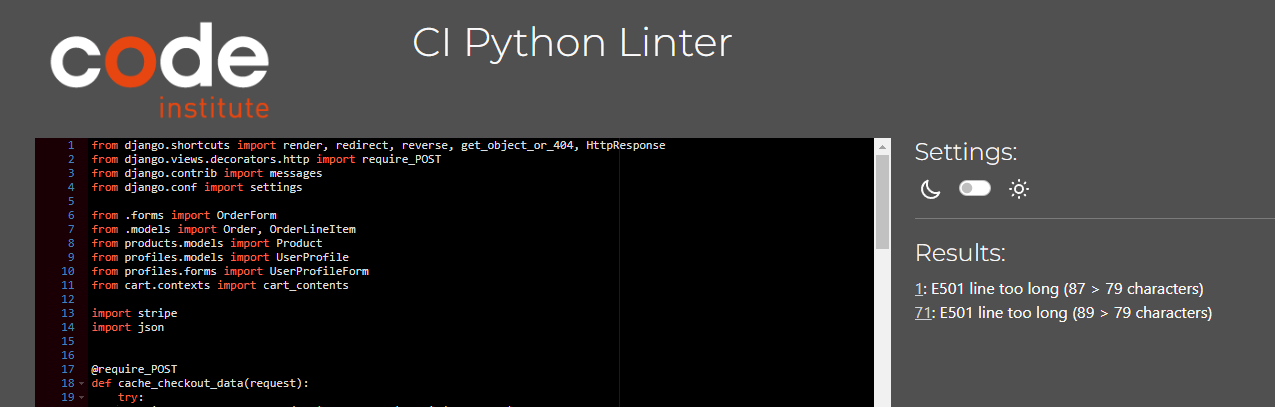 code
institute
CI Python Linter
1 from django.shortcuts import render, redirect, reverse, get_object_or_404, HttpResponse
2 from django.views.decorators.http import require_POST
3 from django.contrib import messages
4 from django.conf import settings
5
6 from .forms import OrderForm
7 from .models import Order, OrderLineItem
8 from products.models import Product
9 from profiles.models import UserProfile
10 from profiles.forms import UserProfileForm
11 from cart.contexts import cart_contents
12
13 import stripe
14 import json
15
16
17 @require_POST
18 def cache_checkout_data(request):
19 try:
Settings:
Results:
1: E501 line too long (87 > 79 characters)
71: E501 line too long (89 > 79 characters)